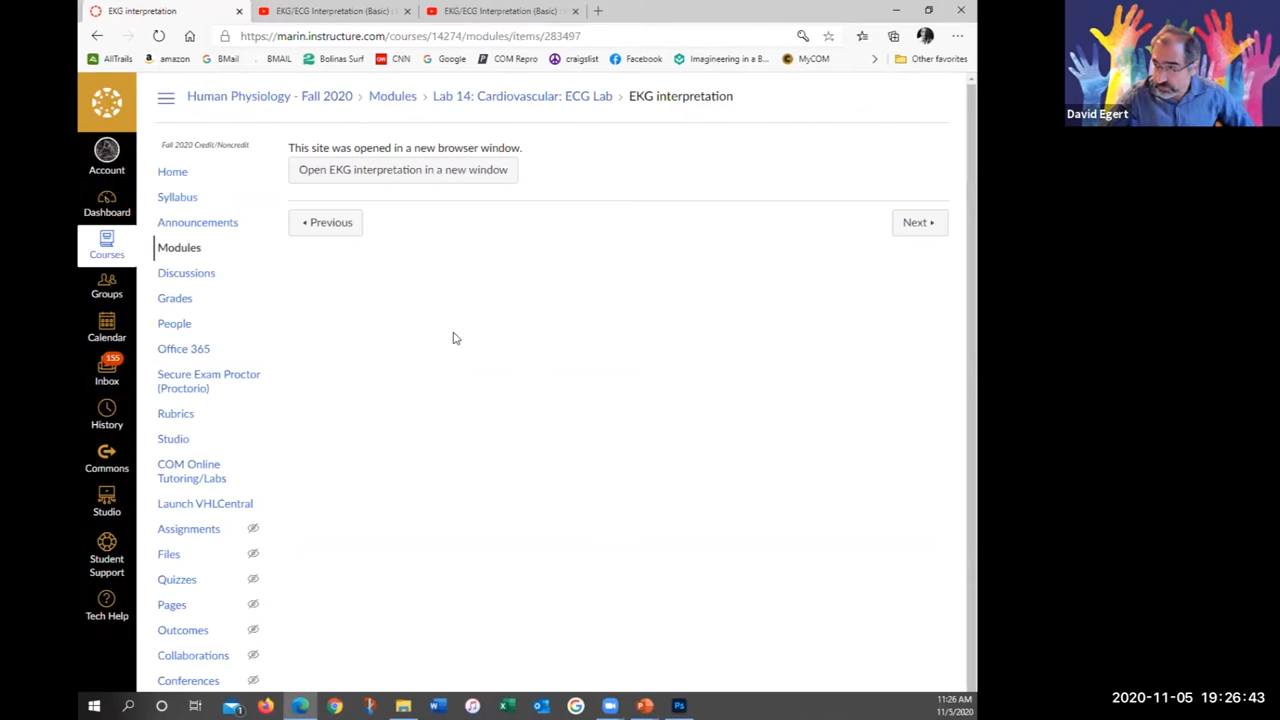 EKG interpretation
EKG/ECG Interpretation (Basic) :
EKG/ECG Interpretation (Basic) :
https://marin.instructure.com/courses/14274/modules/items/283497
AllTrails
amazon
BMail
BMAIL
Bolinas Surf
CNN
Google
COM Repro
craigslist
Facebook
Imagineering in a B...
MyCOM
Other favorites
David Egert
Human Physiology - Fall 2020 > Modules > Lab 14: Cardiovascular: ECG Lab > EKG interpretation
Account
Dashboard
Courses
Groups
Calendar
155
Inbox
History
Commons
Studio
Student
Support
Tech Help
Fall 2020 Credit/Noncredit
Home
Syllabus
Announcements
Modules
Discussions
Grades
People
Office 365
Secure Exam Proctor
(Proctorio)
Rubrics
Studio
COM Online
Tutoring/Labs
Launch VHLCentral
Assignments
Files
Quizzes
Pages
Outcomes
Collaborations
Conferences
This site was opened in a new browser window.
Open EKG interpretation in a new window
Previous
Next
11:26 AM
11/5/2020
2020-11-05 19:26:43